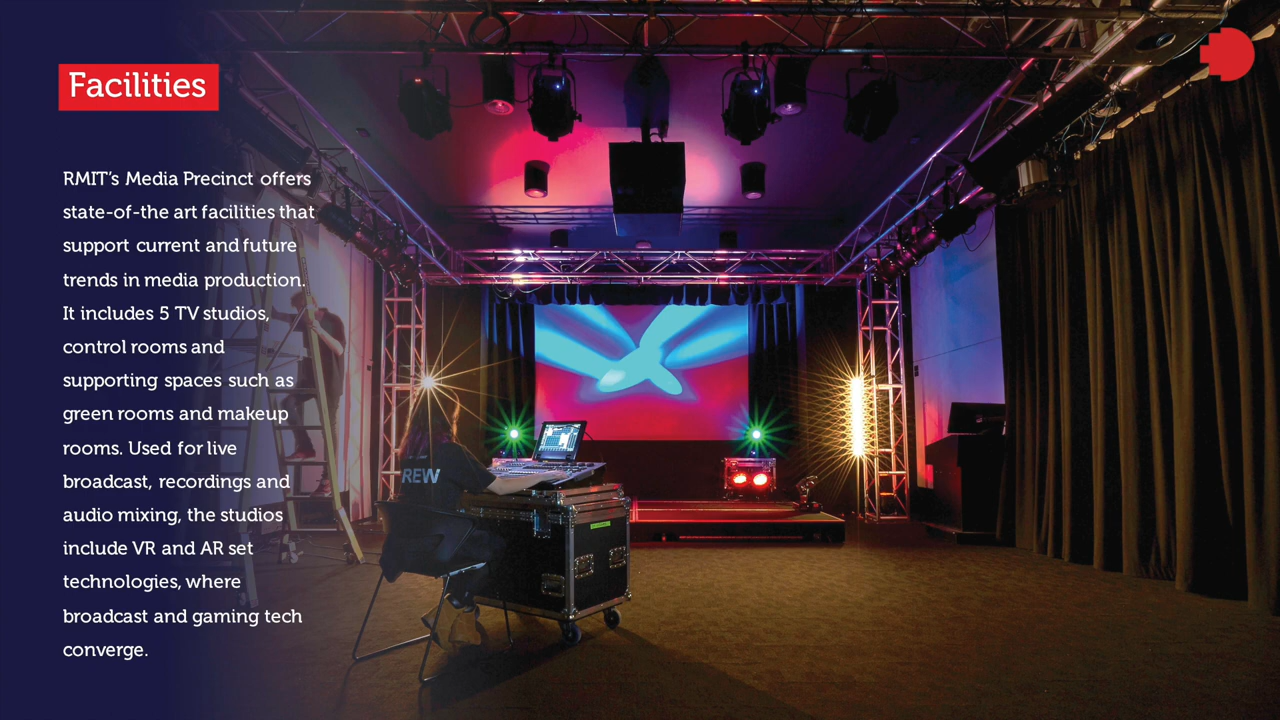 Facilities
RMIT's Media Precinct offers
state-of-the art facilities that
support current and future
trends in media production.
It includes 5 TV studios,
control rooms and
supporting spaces such as
green rooms and makeup
rooms. Used for live
broadcast, recordings and
audio mixing, the studios
include VR and AR set
technologies, where
broadcast and gaming tech
converge.
REW